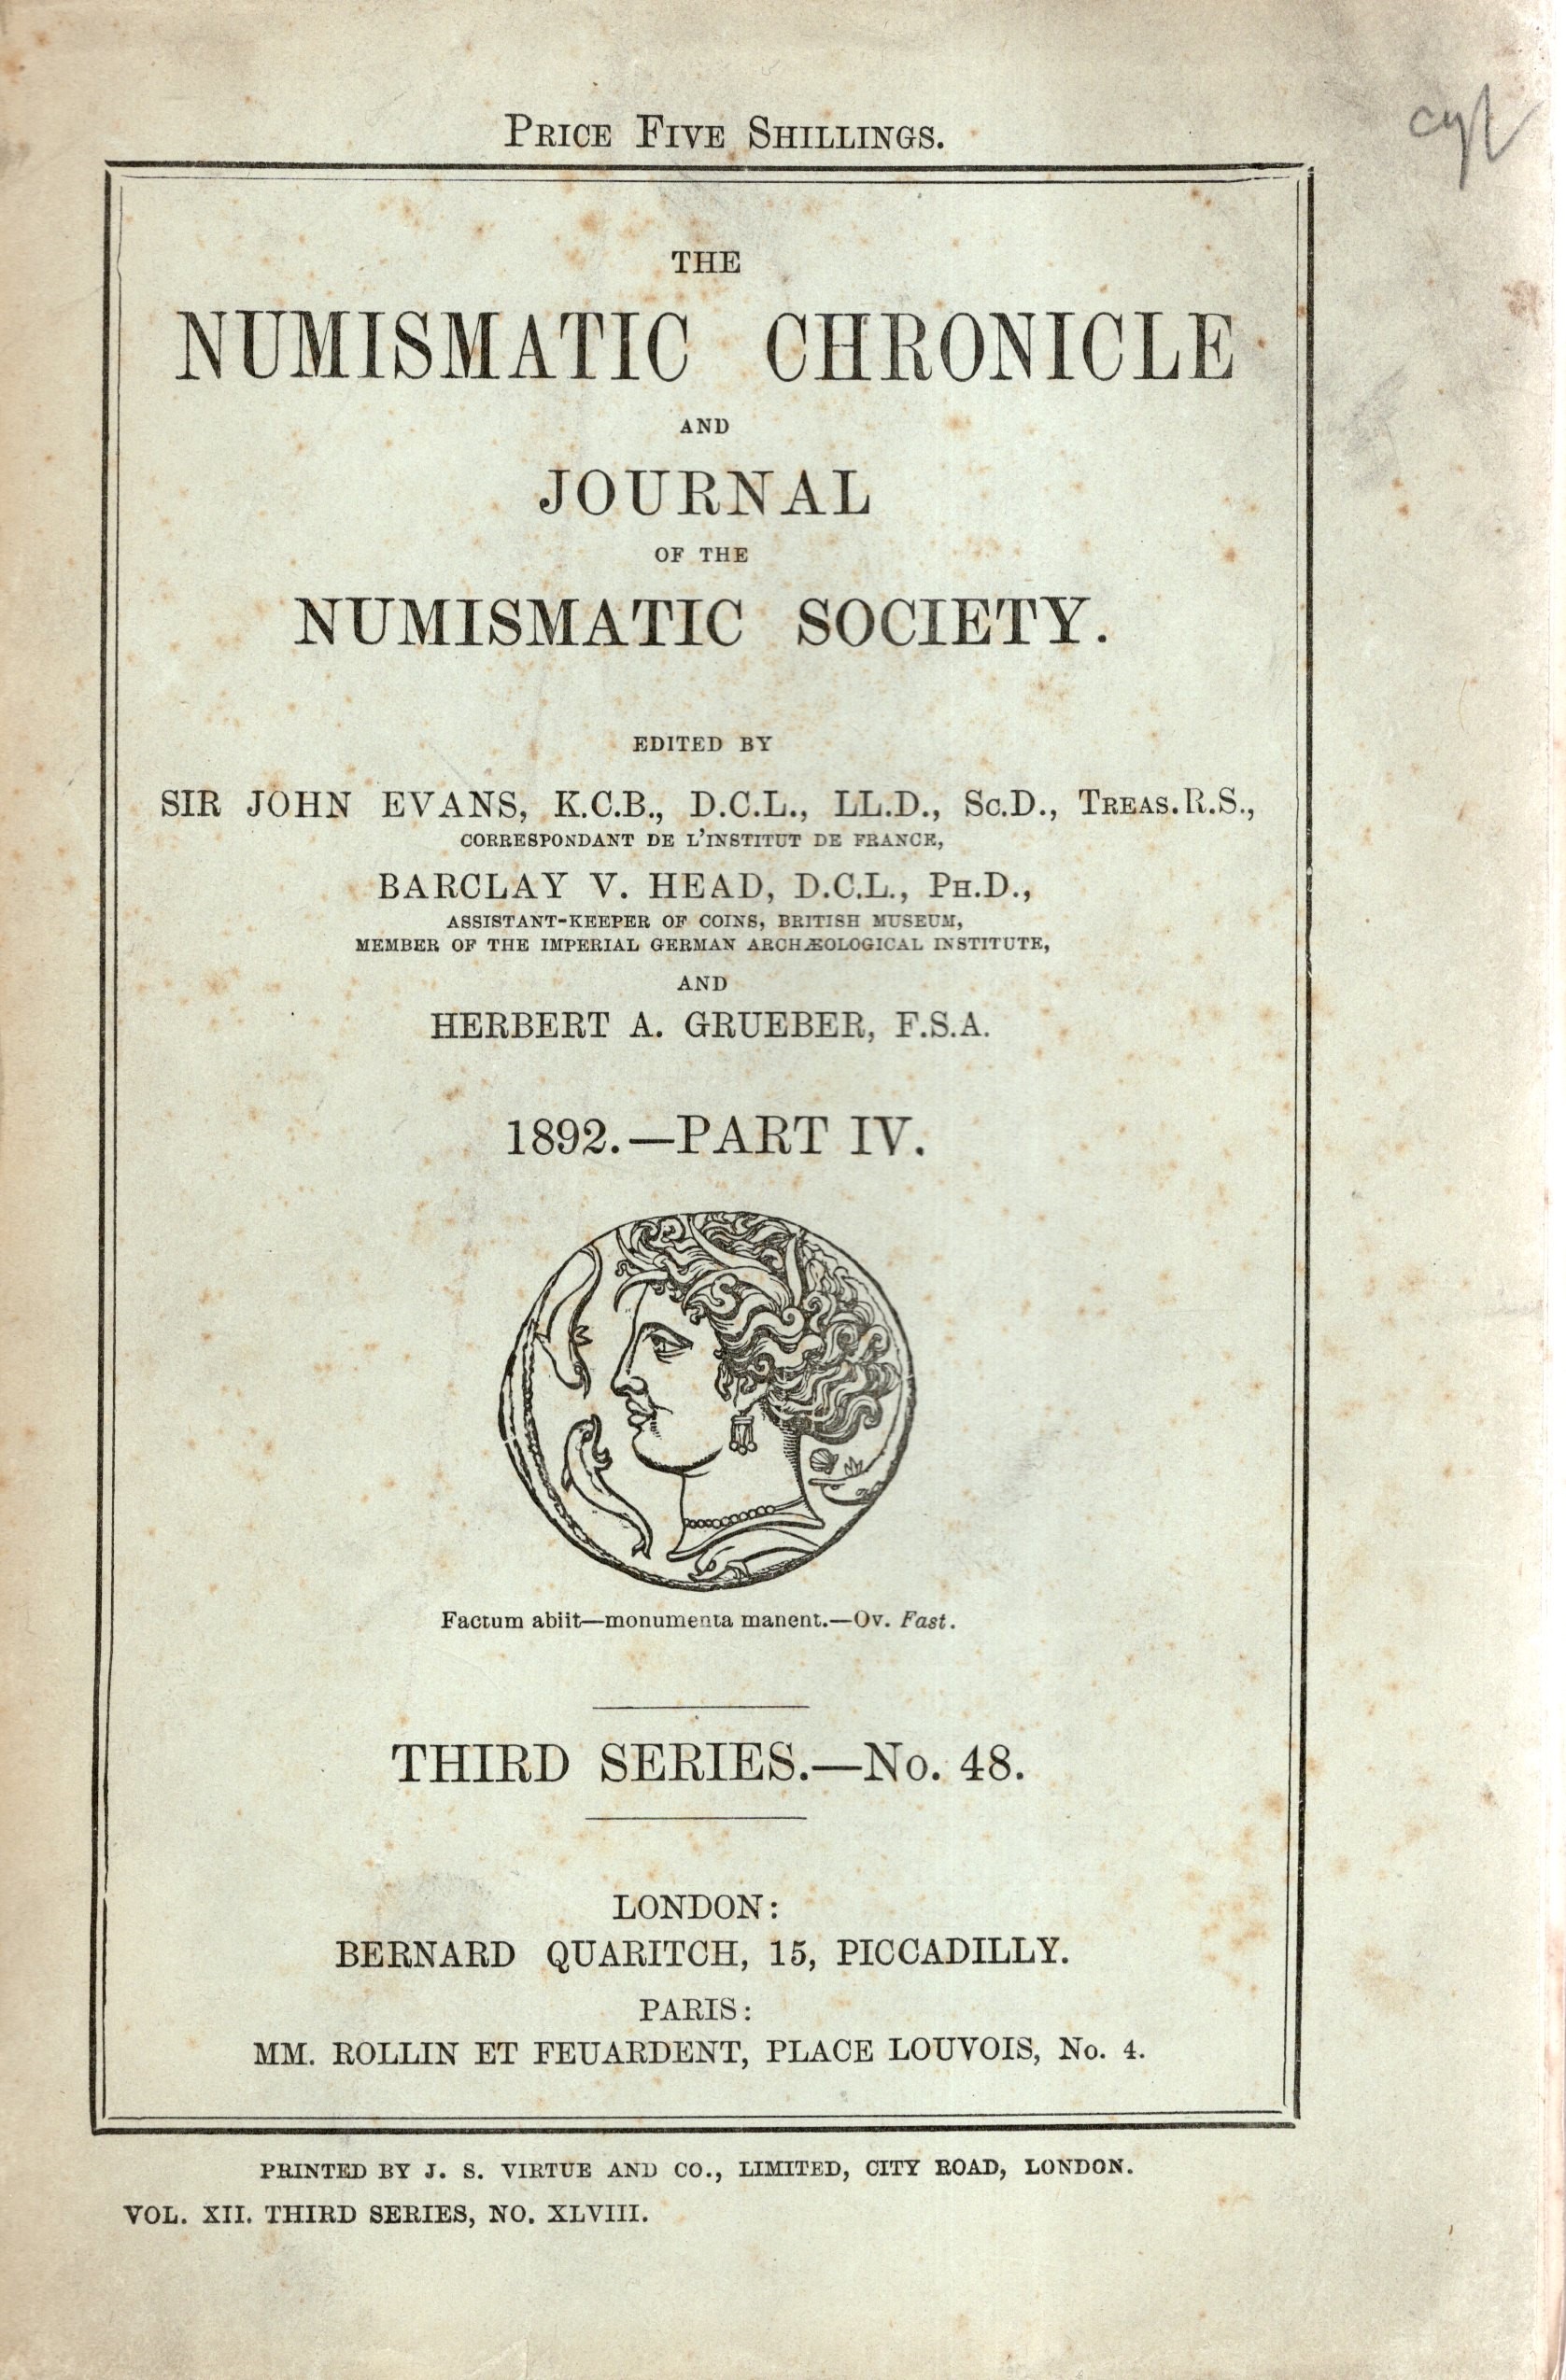 PRICE FIVE SHILLINGS.
THE
NUMISMATIC CHRONICLE
AND
JOURNAL
OF THE
NUMISMATIC SOCIETY.
EDITED BY
SIR JOHN EVANS, K.C.B., D.C.L., LL.D., Sc.D., TREAS.R.S.,
CORRESPONDANT DE L'INSTITUT DE FRANCE,
BARCLAY V. HEAD, D.C.L., PH.D.,
ASSISTANT-KEEPER OF COINS, BRITISH MUSEUM,
MEMBER OF THE IMPERIAL GERMAN ARCHÆOLOGICAL INSTITUTE,
AND
HERBERT A. GRUEBER, F.S.A.
1892.—PART IV.
Factum abiit—monumenta manent.—Ov. Fast.
THIRD SERIES.—No. 48.
LONDON:
BERNARD QUARITCH, 15, PICCADILLY.
PARIS:
MM. ROLLIN ET FEUARDENT, PLACE LOUVOIS, No. 4.
PRINTED BY J. S. VIRTUE AND CO., LIMITED, CITY ROAD, LONDON.
VOL. XII. THIRD SERIES, NO. XLVIII.